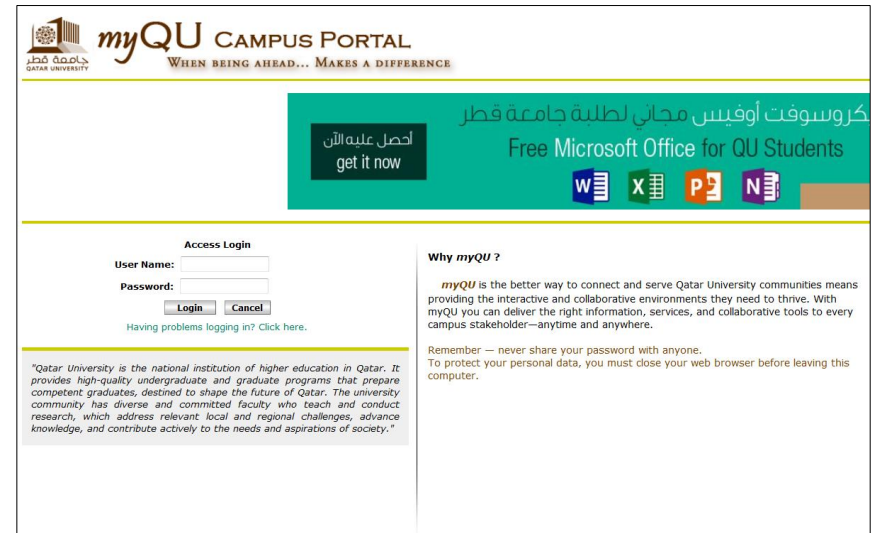 جامعة قطر
QATAR UNIVERSITY
myQU CAMPUS PORTAL
WHEN BEING AHEAD... MAKES A DIFFERENCE
كروسوفت أوفيس مجاني لطلبة جامعة قطر
أحصل عليه الآن
get it now
Free Microsoft Office for QU Students
W X P N
Access Login
User Name:
Password:
Login Cancel
Having problems logging in? Click here.
"Qatar University is the national institution of higher education in Qatar. It
provides high-quality undergraduate and graduate programs that prepare
competent graduates, destined to shape the future of Qatar. The university
community has diverse and committed faculty who teach and conduct
research, which address relevant local and regional challenges, advance
knowledge, and contribute actively to the needs and aspirations of society."
Why myQU ?
myQU is the better way to connect and serve Qatar University communities means
providing the interactive and collaborative environments they need to thrive. With
myQU you can deliver the right information, services, and collaborative tools to every
campus stakeholder—anytime and anywhere.
Remember — never share your password with anyone.
To protect your personal data, you must close your web browser before leaving this
computer.